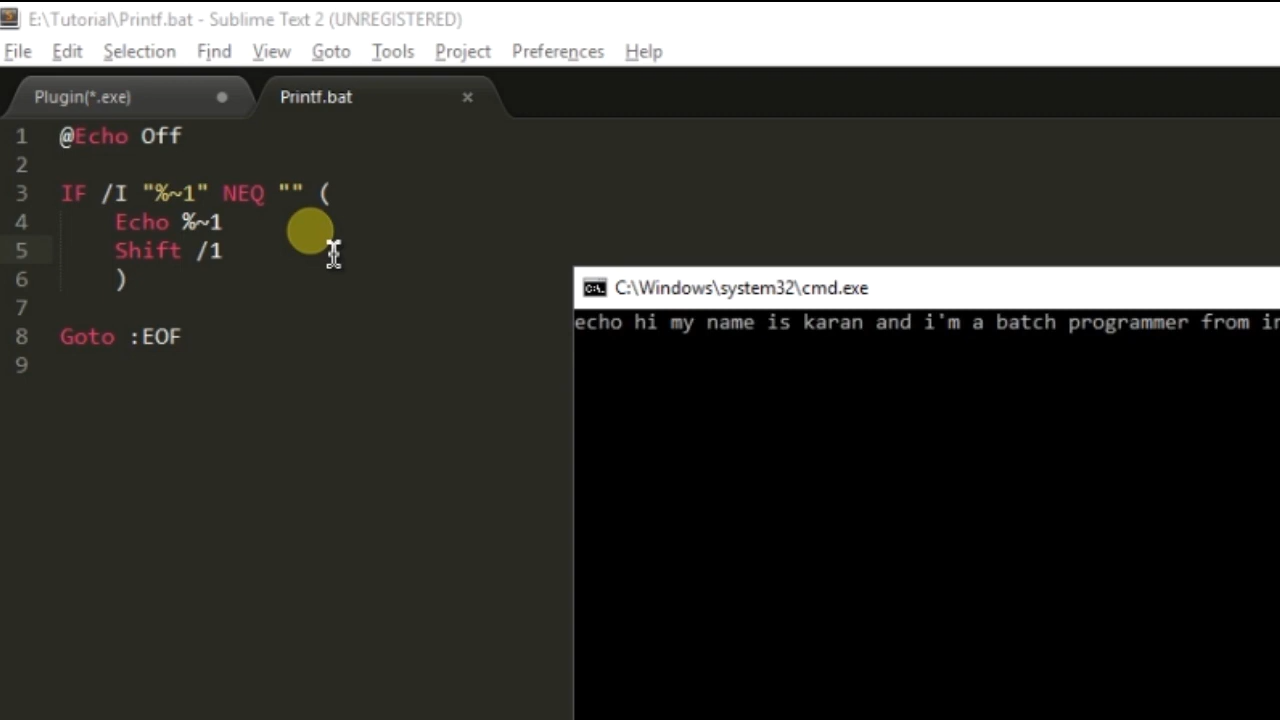 E:\Tutorial\Printf.bat - Sublime Text 2 (UNREGISTERED)
File Edit Selection Find View Goto Tools Project Preferences Help
Plugin(*.exe) Printf.bat
1 @Echo Off
2
3 IF /I "%~1" NEQ "" (
4 Echo %~1
5 Shift /1
6 )
7
8 Goto :EOF
9
C:\Windows\system32\cmd.exe
echo hi my name is karan and i'm a batch programmer from